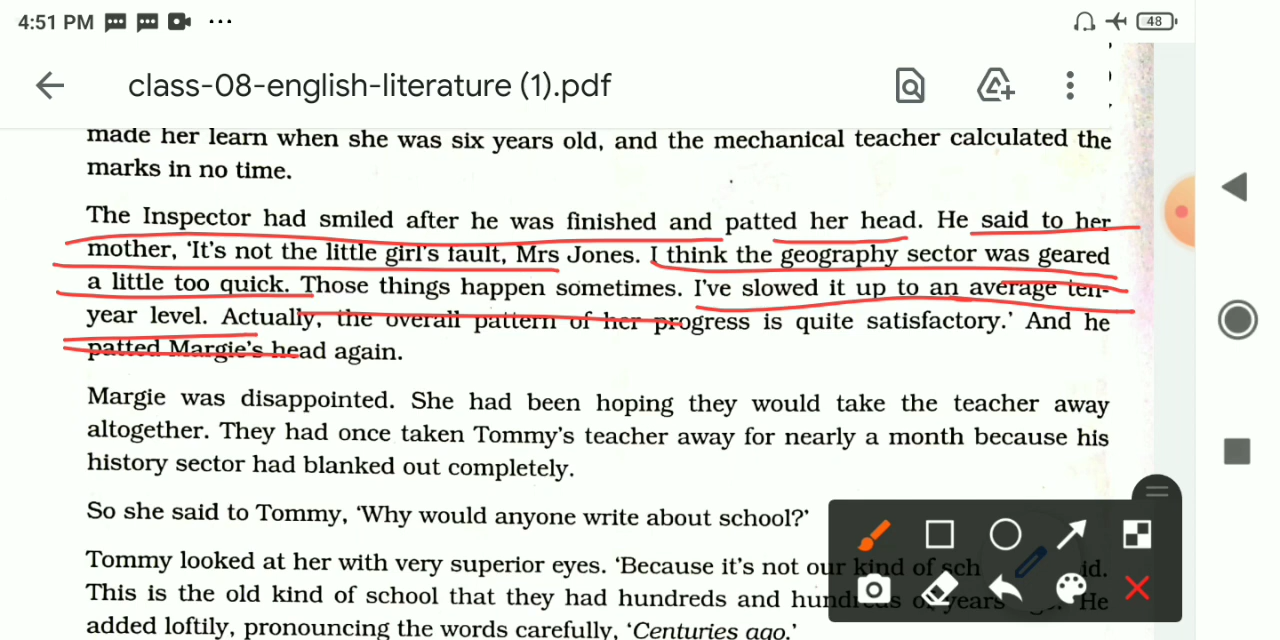 4:51 PM ... 48
class-08-english-literature (1).pdf
made her learn when she was six years old, and the mechanical teacher calculated the
marks in no time.
The Inspector had smiled after he was finished and patted her head. He said to her
mother, ‘It's not the little girl's fault, Mrs Jones. I think the geography sector was geared
a little too quick. Those things happen sometimes. I've slowed it up to an average ten-
year level. Actually, the overall pattern of her progress is quite satisfactory.’ And he
patted Margie's head again.
Margie was disappointed. She had been hoping they would take the teacher away
altogether. They had once taken Tommy's teacher away for nearly a month because his
history sector had blanked out completely.
So she said to Tommy, ‘Why would anyone write about school?’
Tommy looked at her with very superior eyes. ‘Because it's not our kind of sch id.
This is the old kind of school that they had hundreds and hundreds of years He
added loftily, pronouncing the words carefully, ‘Centuries ago.’